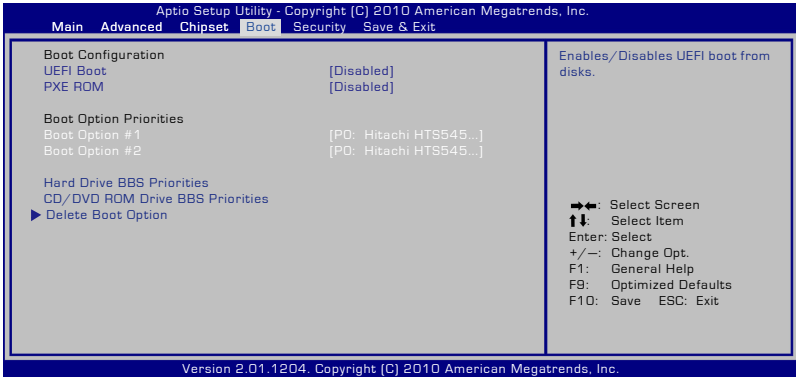 Aptio Setup Utility - Copyright (C) 2010 American Megatrends, Inc.
Main Advanced Chipset Boot Security Save & Exit
Boot Configuration
UEFI Boot [Disabled]
PXE ROM [Disabled]
Boot Option Priorities
Boot Option #1 [P0: Hitachi HTS545...]
Boot Option #2 [P0: Hitachi HTS545...]
Hard Drive BBS Priorities
CD/DVD ROM Drive BBS Priorities
Delete Boot Option
Enables/Disables UEFI boot from
disks.
→←: Select Screen
↑↓: Select Item
Enter: Select
+/—: Change Opt.
F1: General Help
F9: Optimized Defaults
F10: Save ESC: Exit
Version 2.01.1204. Copyright (C) 2010 American Megatrends, Inc.